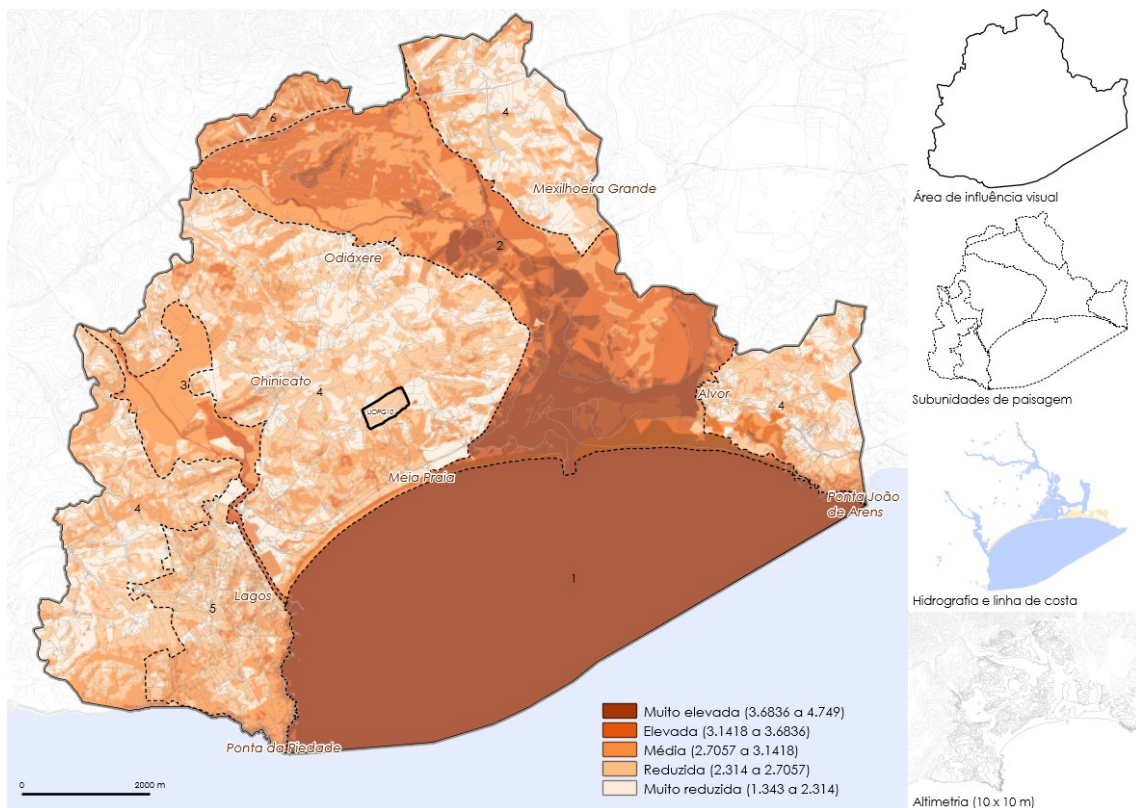 6
4
Mexilhoeira Grande
2
Odiáxere
3
Chinicato
4
UOPG10
Alvor
4
Meia Praia
Ponta João
de Arens
4
1
Lagos
5
Ponta da Piedade
Muito elevada (3.6836 a 4.749)
Elevada (3.1418 a 3.6836)
Média (2.7057 a 3.1418)
Reduzida (2.314 a 2.7057)
Muito reduzida (1.343 a 2.314)
0 2000 m
Área de influência visual
Subunidades de paisagem
Hidrografia e linha de costa
Altimetria (10 x 10 m)